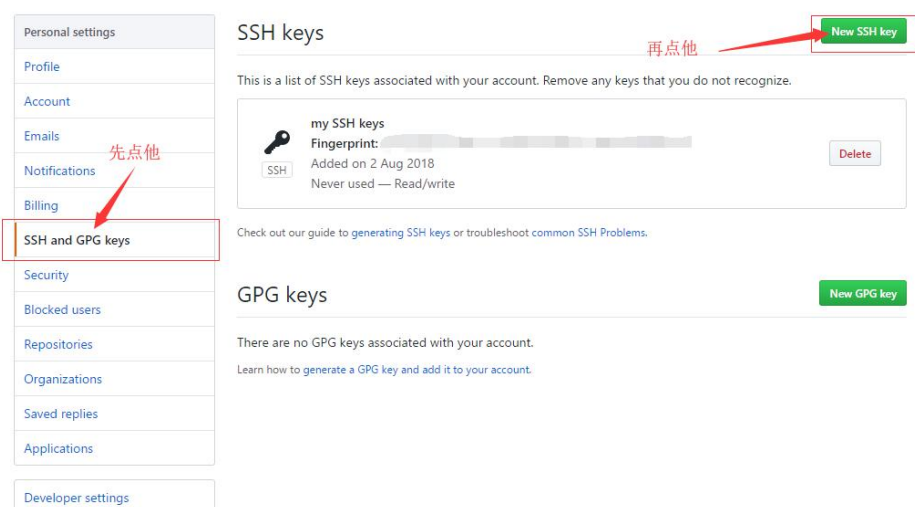 Personal settings
Profile
Account
Emails
先点他
Notifications
Billing
SSH and GPG keys
Security
Blocked users
Repositories
Organizations
Saved replies
Applications
Developer settings
SSH keys
再点他
New SSH key
This is a list of SSH keys associated with your account. Remove any keys that you do not recognize.
my SSH keys
Fingerprint:
SSH
Added on 2 Aug 2018
Never used — Read/write
Delete
Check out our guide to generating SSH keys or troubleshoot common SSH Problems.
GPG keys
New GPG key
There are no GPG keys associated with your account.
Learn how to generate a GPG key and add it to your account.